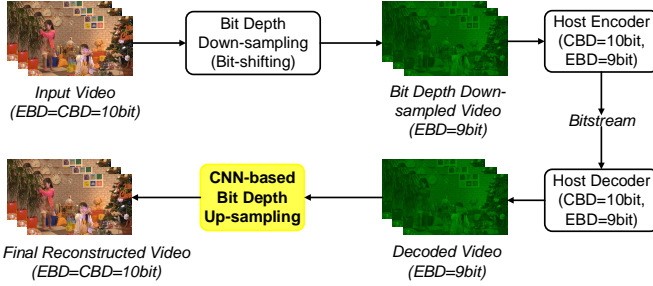 Bit Depth
Down-sampling
(Bit-shifting)
Host Encoder
(CBD=10bit,
EBD=9bit)
Input Video
(EBD=CBD=10bit)
Bit Depth Down-
sampled Video
(EBD=9bit)
Bitstream
CNN-based
Bit Depth
Up-sampling
Host Decoder
(CBD=10bit,
EBD=9bit)
Final Reconstructed Video
(EBD=CBD=10bit)
Decoded Video
(EBD=9bit)